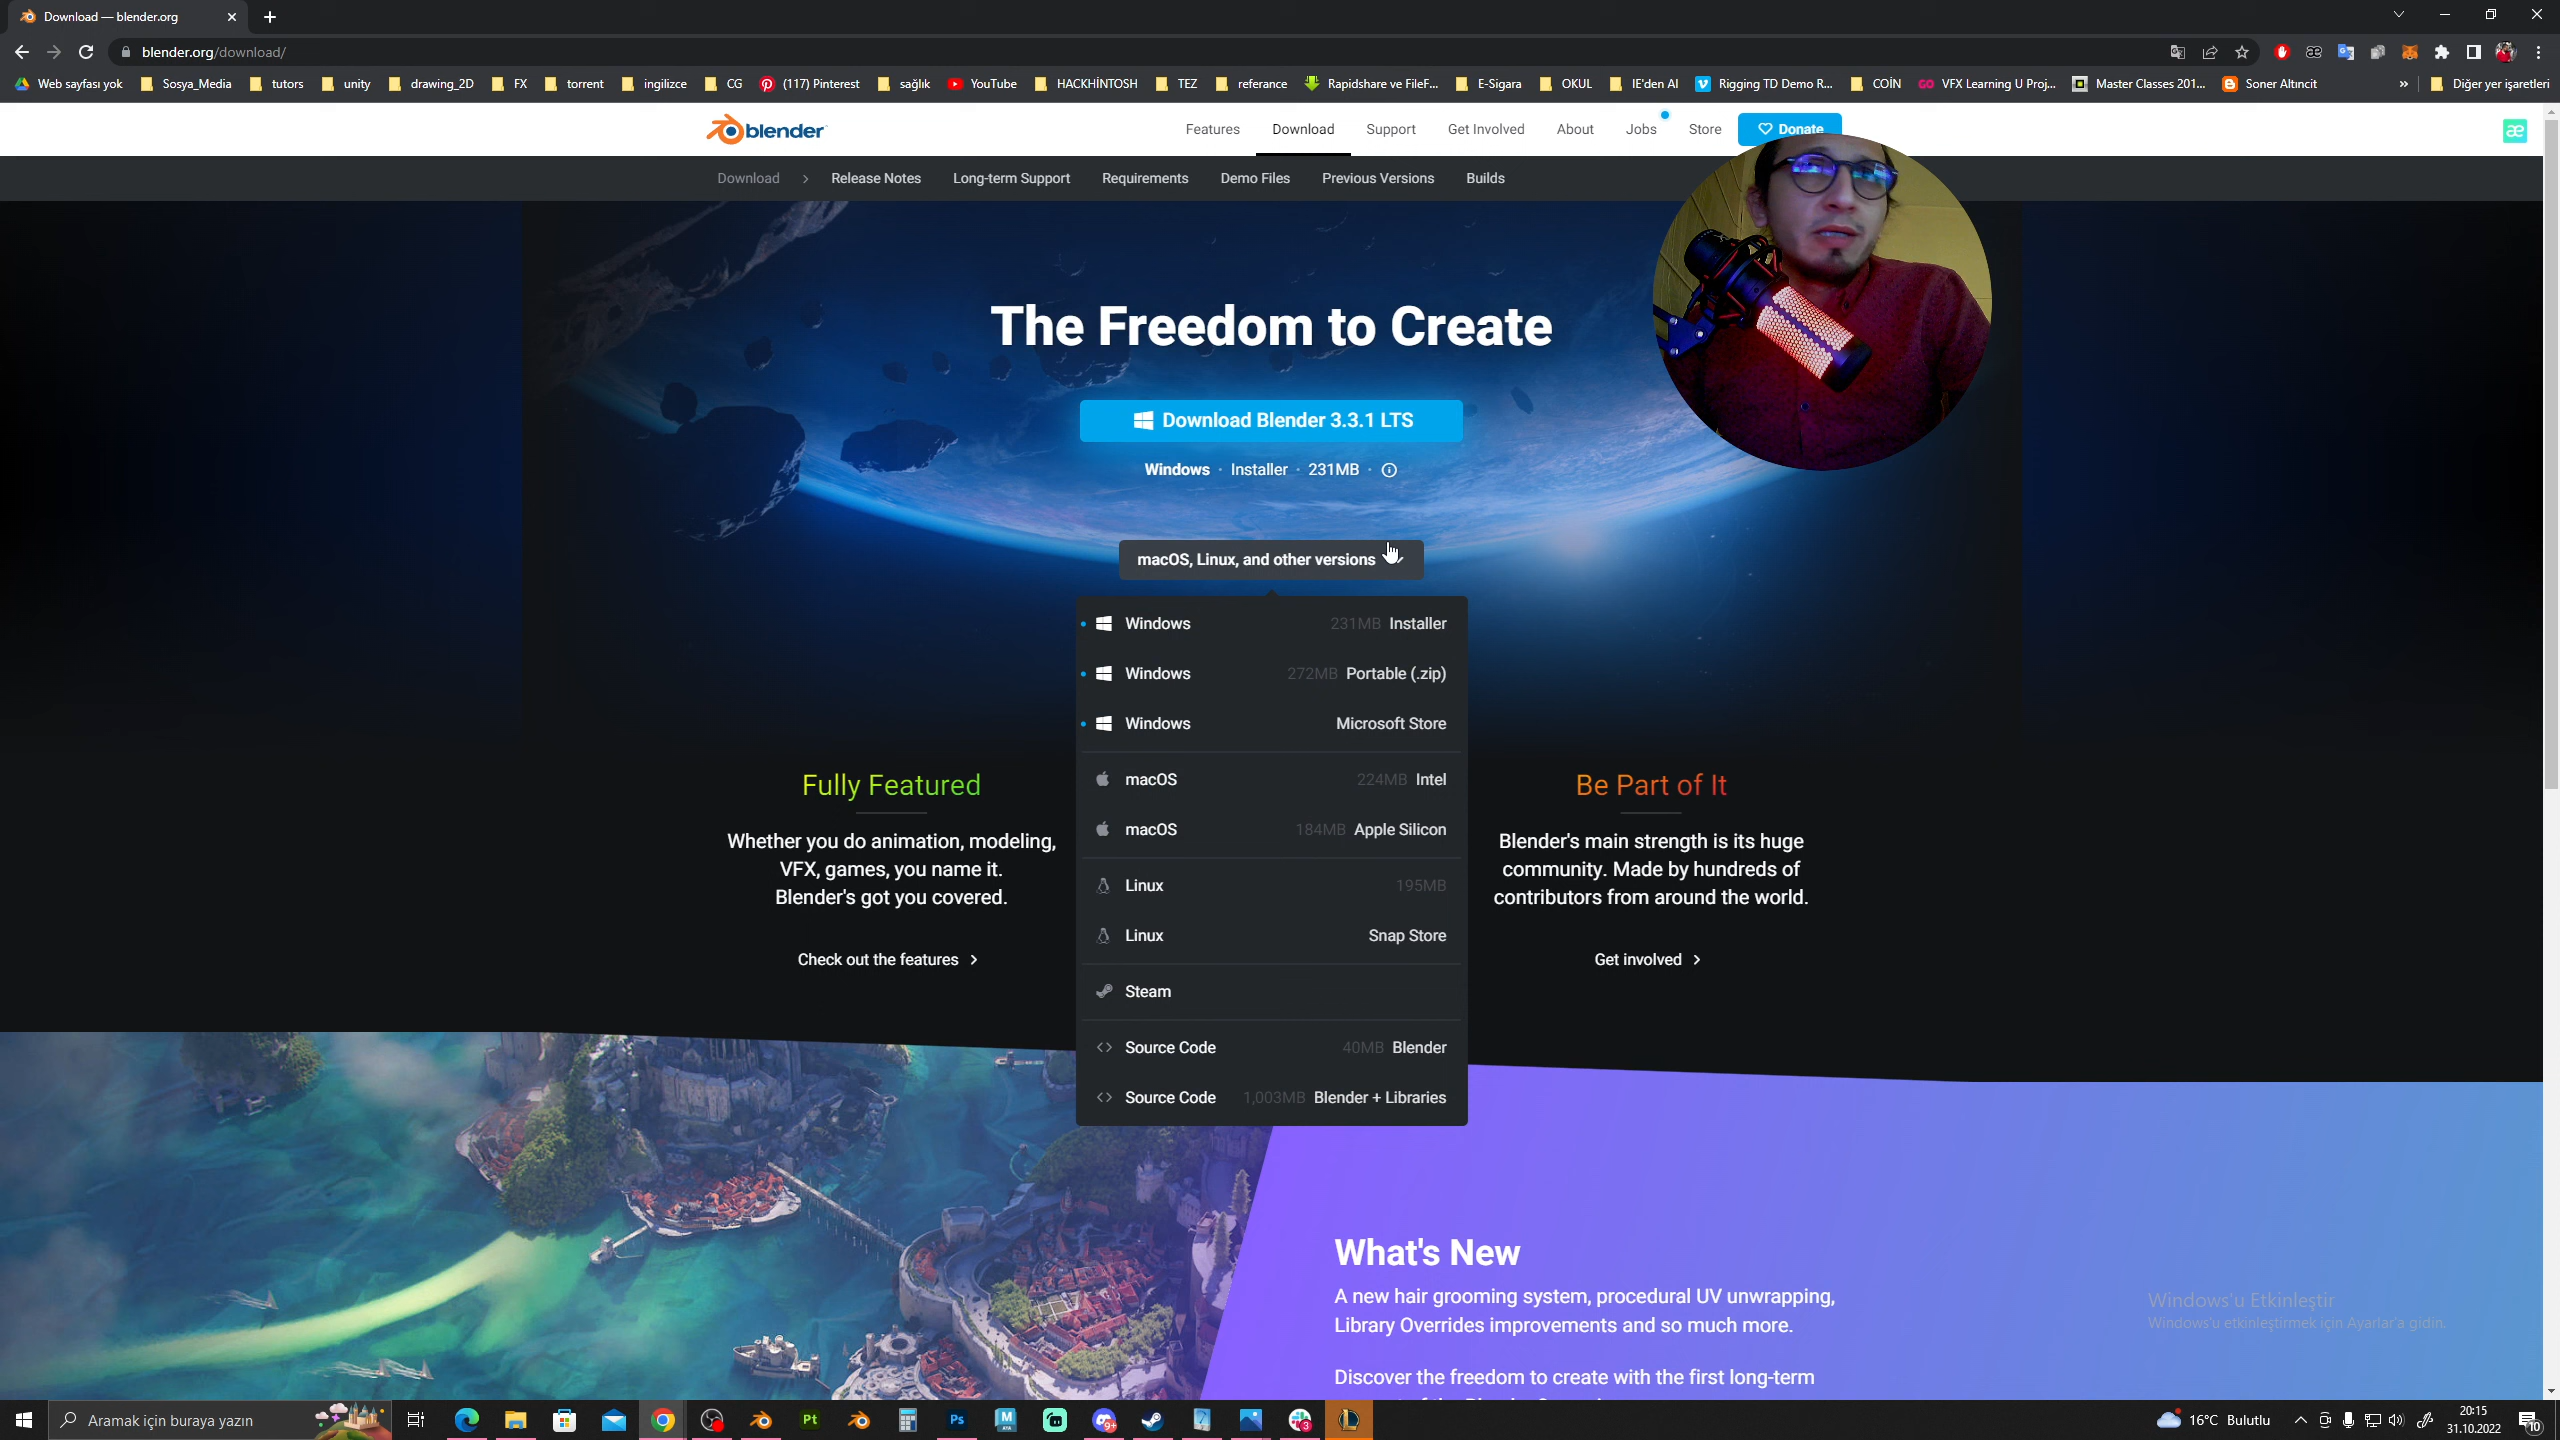 Download — blender.org
blender.org/download/
Web sayfası yok
Sosya_Media
tutors
unity
drawing_2D
FX
torrent
ingilizce
CG
(117) Pinterest
sağlık
YouTube
HACKHİNTOSH
TEZ
referance
Rapidshare ve FileF...
E-Sigara
OKUL
IE'den Al
Rigging TD Demo R...
COİN
VFX Learning U Proj...
Master Classes 201...
Soner Altıncit
»
Diğer yer işaretleri
blender
Features
Download
Support
Get Involved
About
Jobs
Store
Donate
æ
Download
Release Notes
Long-term Support
Requirements
Demo Files
Previous Versions
Builds
The Freedom to Create
Download Blender 3.3.1 LTS
Windows · Installer · 231MB ·
macOS, Linux, and other versions
Windows 231MB Installer
Windows 272MB Portable (.zip)
Windows Microsoft Store
macOS 224MB Intel
macOS 184MB Apple Silicon
Linux 195MB
Linux Snap Store
Steam
Source Code 40MB Blender
Source Code 1,003MB Blender + Libraries
Fully Featured
Whether you do animation, modeling,
VFX, games, you name it.
Blender's got you covered.
Check out the features
Be Part of It
Blender's main strength is its huge
community. Made by hundreds of
contributors from around the world.
Get involved
What's New
A new hair grooming system, procedural UV unwrapping,
Library Overrides improvements and so much more.
Discover the freedom to create with the first long-term
Windows'u Etkinleştir
Windows'u etkinleştirmek için Ayarlar'a gidin.
Aramak için buraya yazın
Pt
Ps
M
9+
3
16°C Bulutlu
20:15
31.10.2022
10